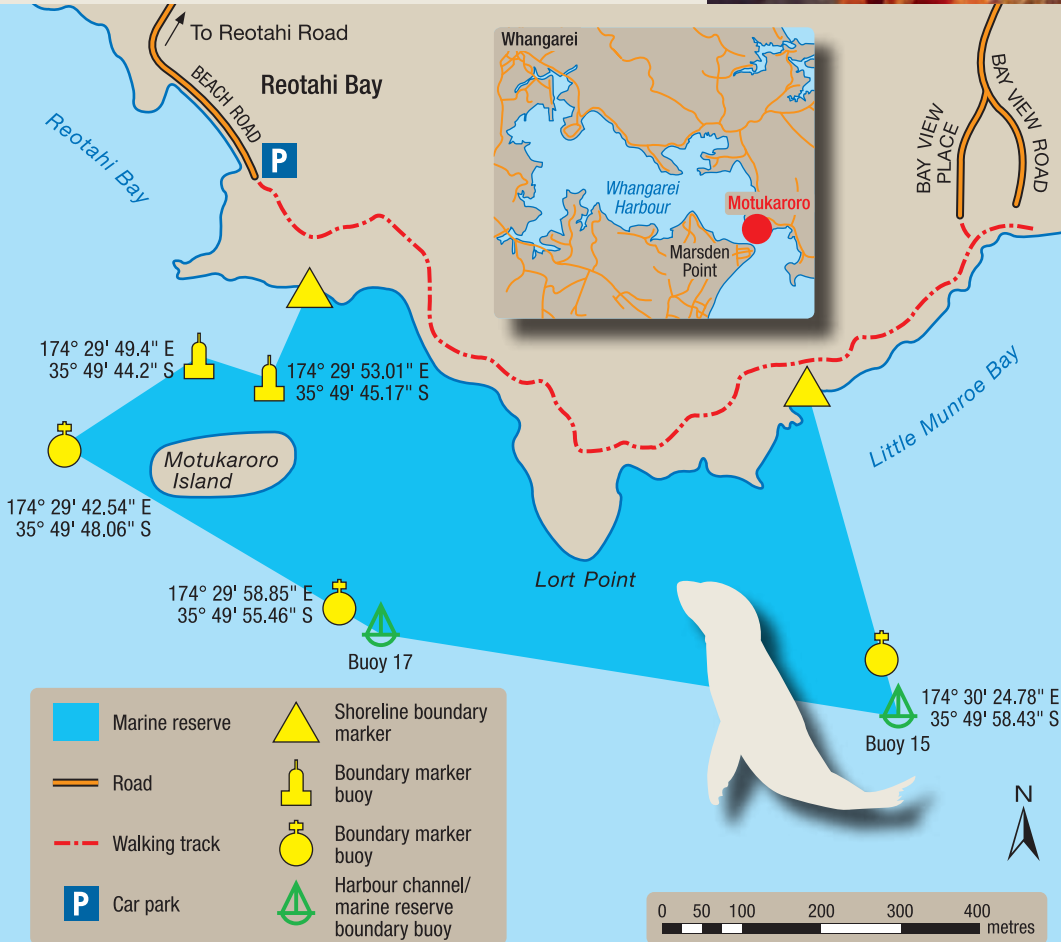 To Reotahi Road
Reotahi Bay
BEACH ROAD
P
Reotahi Bay
Whangarei
Whangarei
Harbour
Motukaroro
Marsden
Point
BAY VIEW
PLACE
BAY VIEW ROAD
174° 29' 49.4" E
35° 49' 44.2" S
174° 29' 53.01" E
35° 49' 45.17" S
Little Munroe Bay
Motukaroro
Island
174° 29' 42.54" E
35° 49' 48.06" S
Lort Point
174° 29' 58.85" E
35° 49' 55.46" S
Buoy 17
174° 30' 24.78" E
35° 49' 58.43" S
Buoy 15
Marine reserve
Road
Walking track
P
Car park
Shoreline boundary
marker
Boundary marker
buoy
Boundary marker
buoy
Harbour channel/
marine reserve
boundary buoy
N
0 50 100 200 300 400
metres